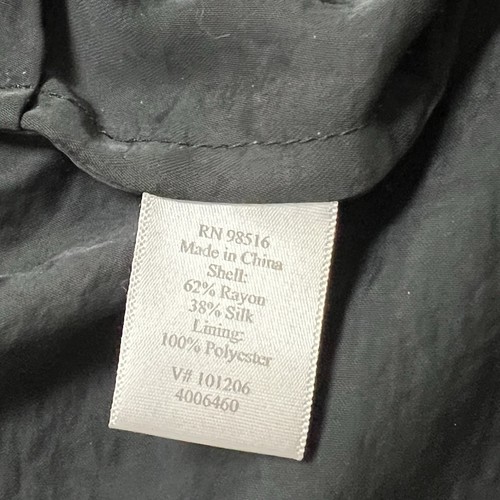 RN 98516
Made in China
Shell:
62% Rayon
38% Silk
Lining:
100% Polyester
V# 101206
4006460